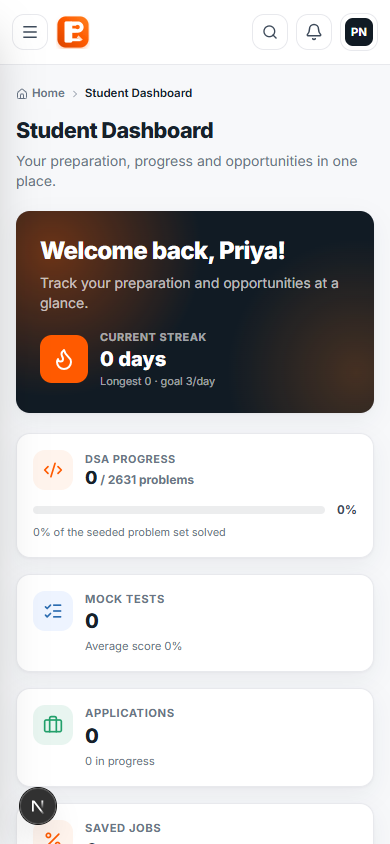 PN
Home
Student Dashboard
Student Dashboard
Your preparation, progress and opportunities in one
place.
Welcome back, Priya!
Track your preparation and opportunities at a
glance.
CURRENT STREAK
0 days
Longest 0 · goal 3/day
DSA PROGRESS
0 / 2631 problems
0%
0% of the seeded problem set solved
MOCK TESTS
0
Average score 0%
APPLICATIONS
0
0 in progress
N
SAVED JOBS